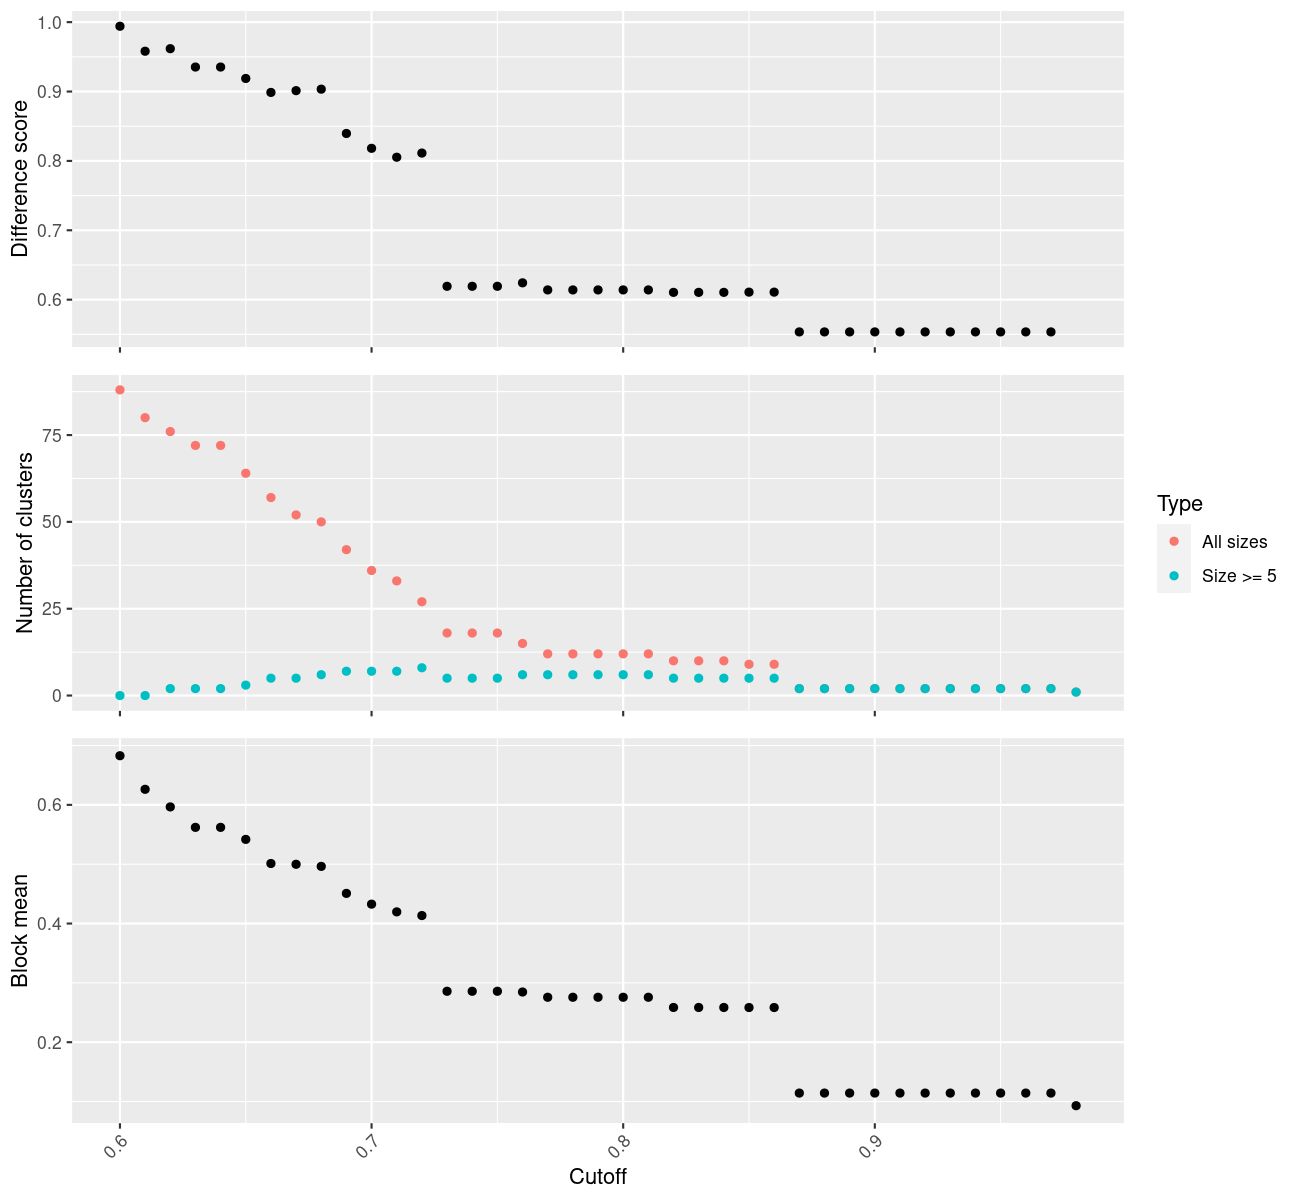 Difference score
1.0
0.9
0.8
0.7
0.6
Number of clusters
75
50
25
0
Type
All sizes
Size >= 5
Block mean
0.6
0.4
0.2
0.6
0.7
0.8
0.9
Cutoff